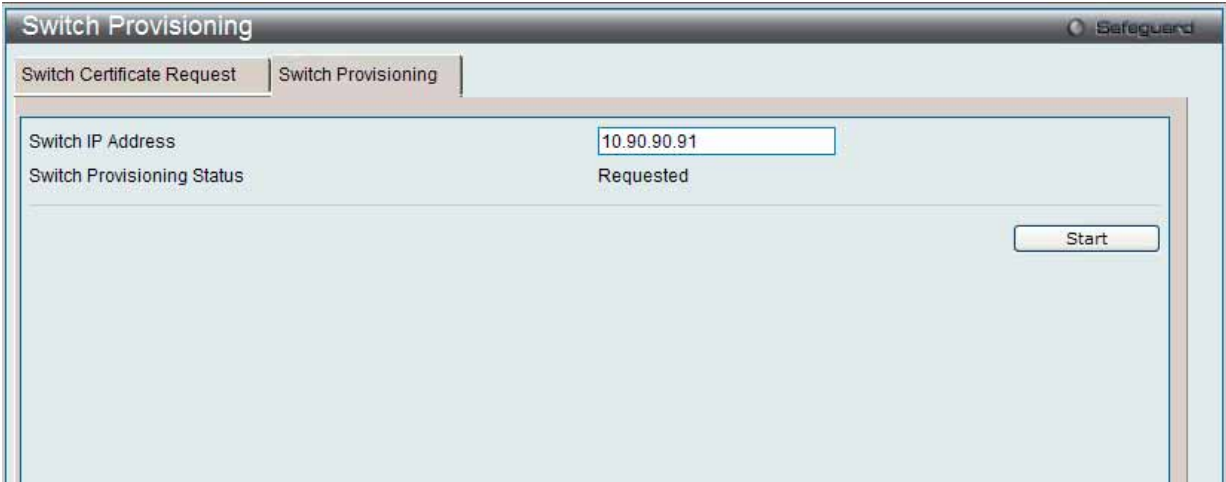 Switch Provisioning
Safeguard
Switch Certificate Request
Switch Provisioning
Switch IP Address 10.90.90.91
Switch Provisioning Status Requested
Start